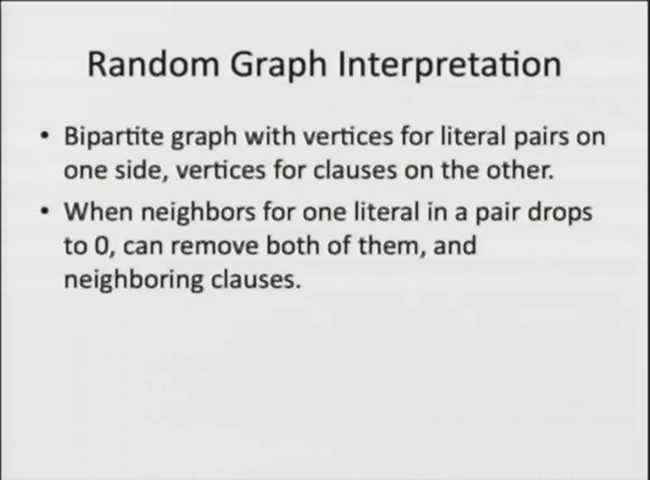 Random Graph Interpretation
• Bipartite graph with vertices for literal pairs on
one side, vertices for clauses on the other.
• When neighbors for one literal in a pair drops
to 0, can remove both of them, and
neighboring clauses.